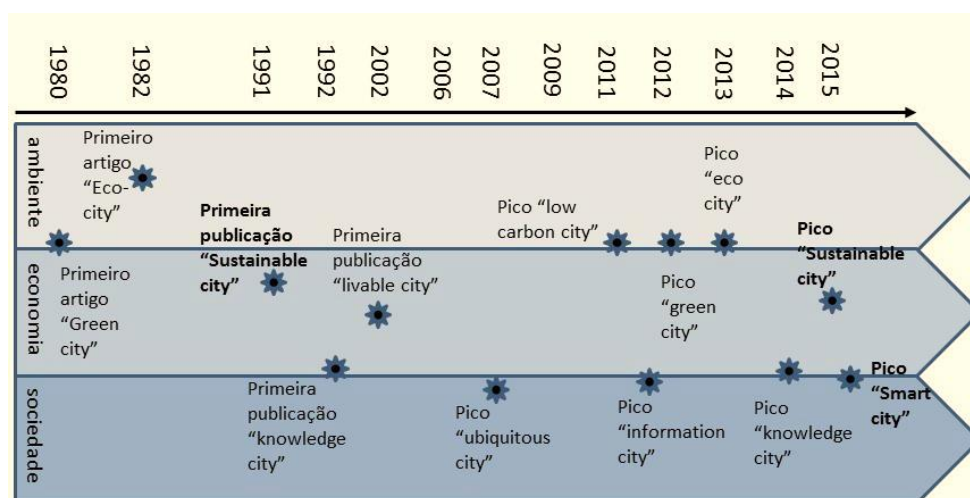 1980
1982
1991
1992
2002
2006
2007
2009
2011
2012
2013
2014
2015
ambiente
Primeiro
artigo
“Eco-
city”
Primeira
publicação
“Sustainable
city”
Primeira
publicação
“livable city”
Pico “low
carbon city”
Pico
“eco
city”
Pico
“Sustainable
city”
economia
Primeiro
artigo
“Green
city”
Pico
“green
city”
Pico
“Smart
city”
sociedade
Primeira
publicação
“knowledge
city”
Pico
“ubiquitous
city”
Pico
“information
city”
Pico
“knowledge
city”